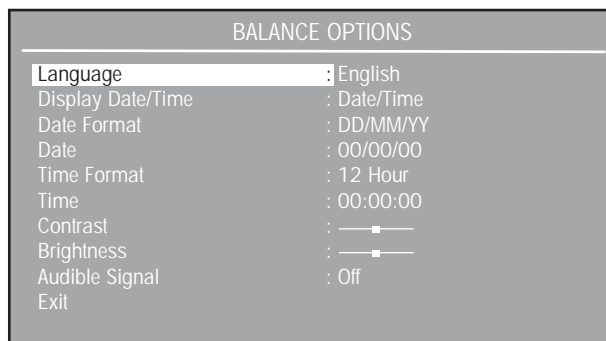 BALANCE OPTIONS
Language : English
Display Date/Time : Date/Time
Date Format : DD/MM/YY
Date : 00/00/00
Time Format : 12 Hour
Time : 00:00:00
Contrast :
Brightness :
Audible Signal : Off
Exit